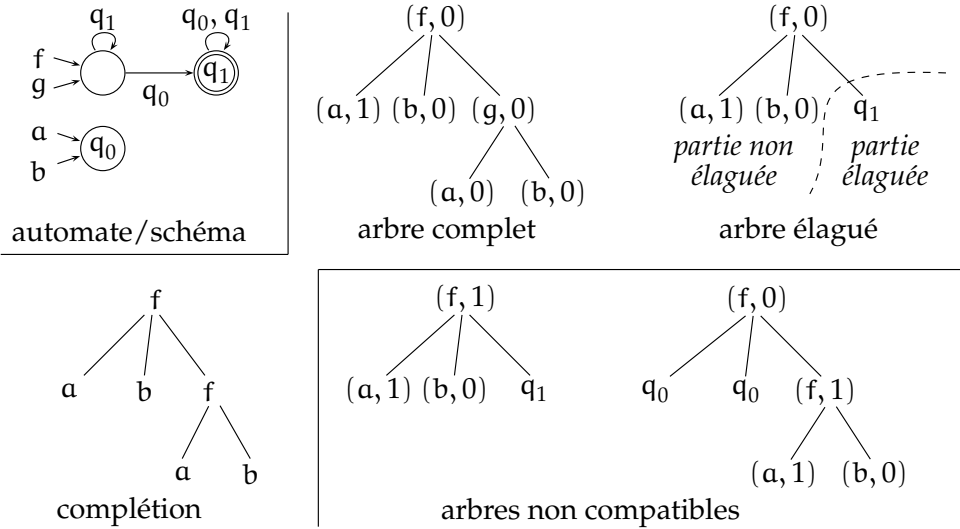 q₁
q₀, q₁
f
g
q₁
q₀
a
b
q₀
automate/schéma
(f, 0)
(a, 1) (b, 0) (g, 0)
(a, 0) (b, 0)
arbre complet
(f, 0)
(a, 1) (b, 0) q₁
partie non partie
élaguée élaguée
arbre élagué
f
a b f
a b
complétion
(f, 1)
(a, 1) (b, 0) q₁
(f, 0)
q₀ q₀ (f, 1)
(a, 1) (b, 0)
arbres non compatibles